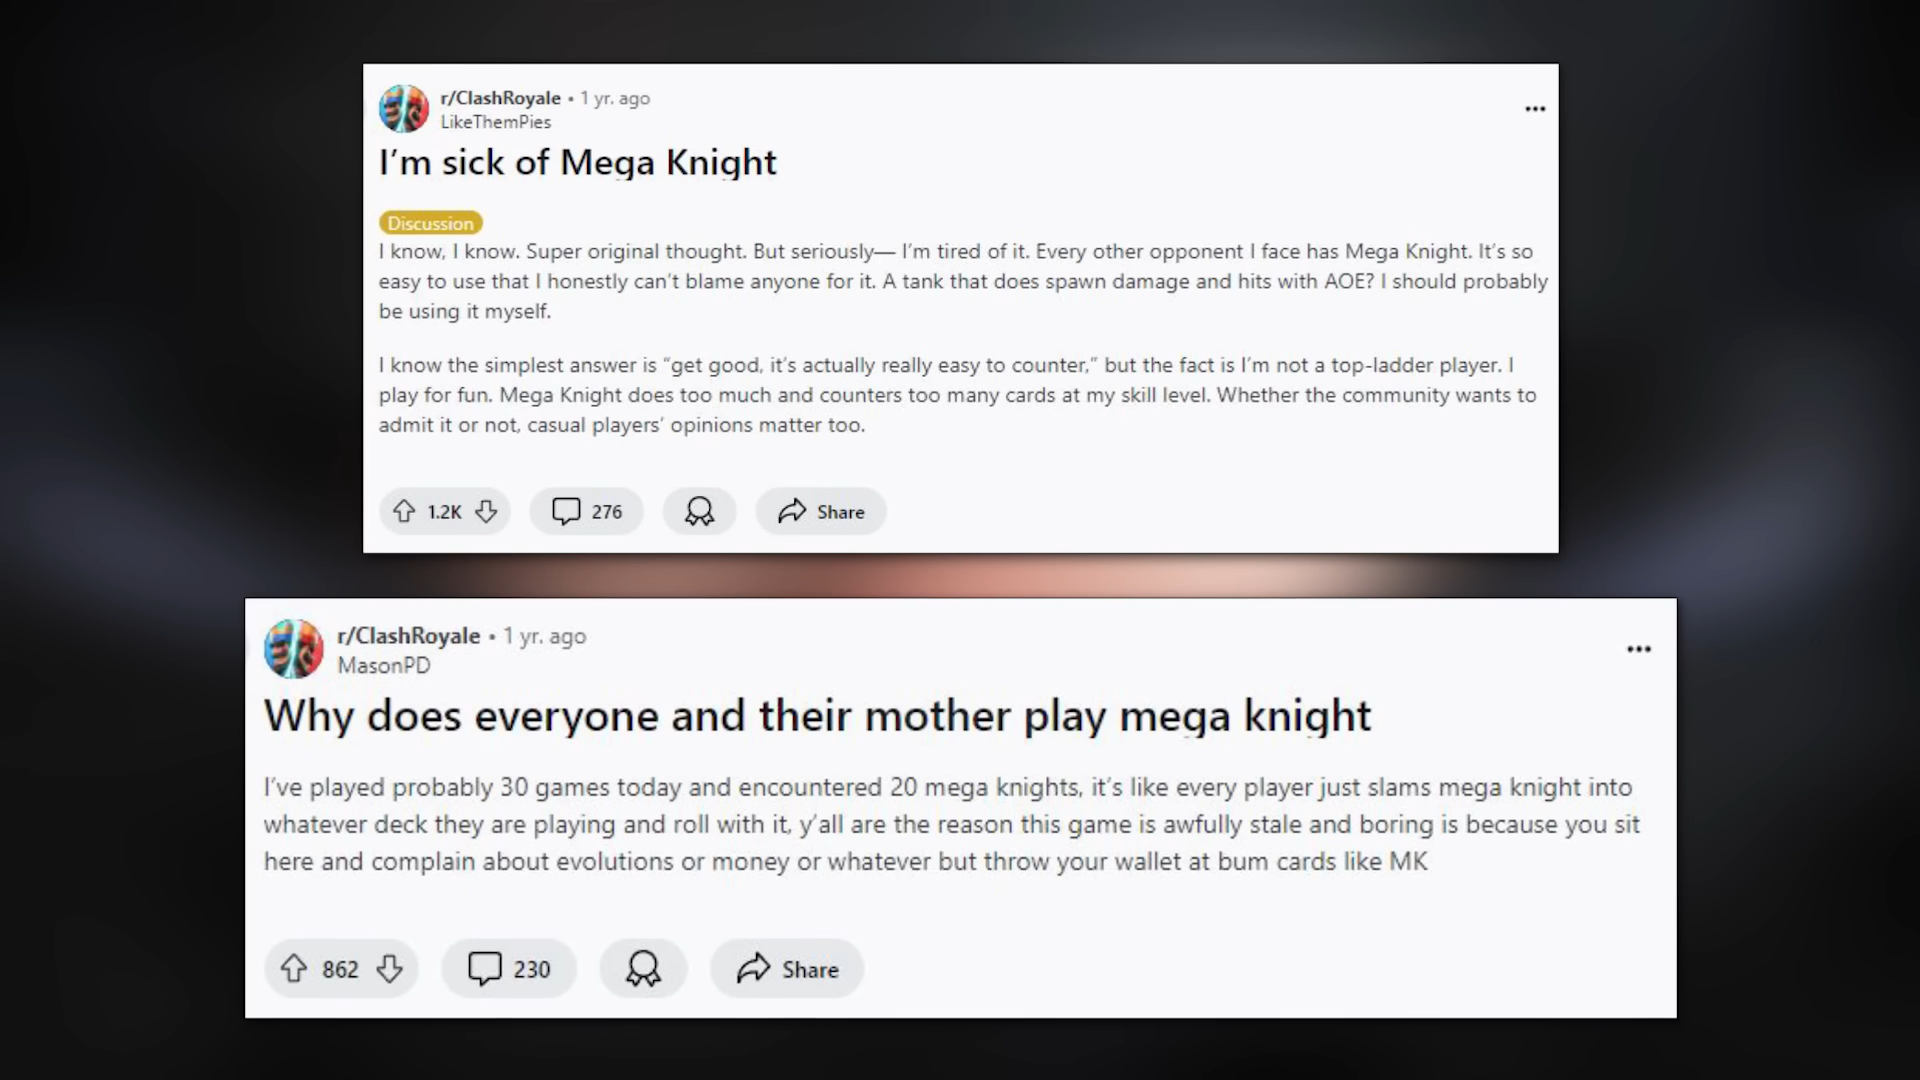 r/ClashRoyale • 1 yr. ago
LikeThemPies
I’m sick of Mega Knight
Discussion
I know, I know. Super original thought. But seriously— I’m tired of it. Every other opponent I face has Mega Knight. It’s so
easy to use that I honestly can’t blame anyone for it. A tank that does spawn damage and hits with AOE? I should probably
be using it myself.
I know the simplest answer is “get good, it’s actually really easy to counter,” but the fact is I’m not a top-ladder player. I
play for fun. Mega Knight does too much and counters too many cards at my skill level. Whether the community wants to
admit it or not, casual players’ opinions matter too.
1.2K 276 Share
r/ClashRoyale • 1 yr. ago
MasonPD
Why does everyone and their mother play mega knight
I’ve played probably 30 games today and encountered 20 mega knights, it’s like every player just slams mega knight into
whatever deck they are playing and roll with it, y’all are the reason this game is awfully stale and boring is because you sit
here and complain about evolutions or money or whatever but throw your wallet at bum cards like MK
862 230 Share